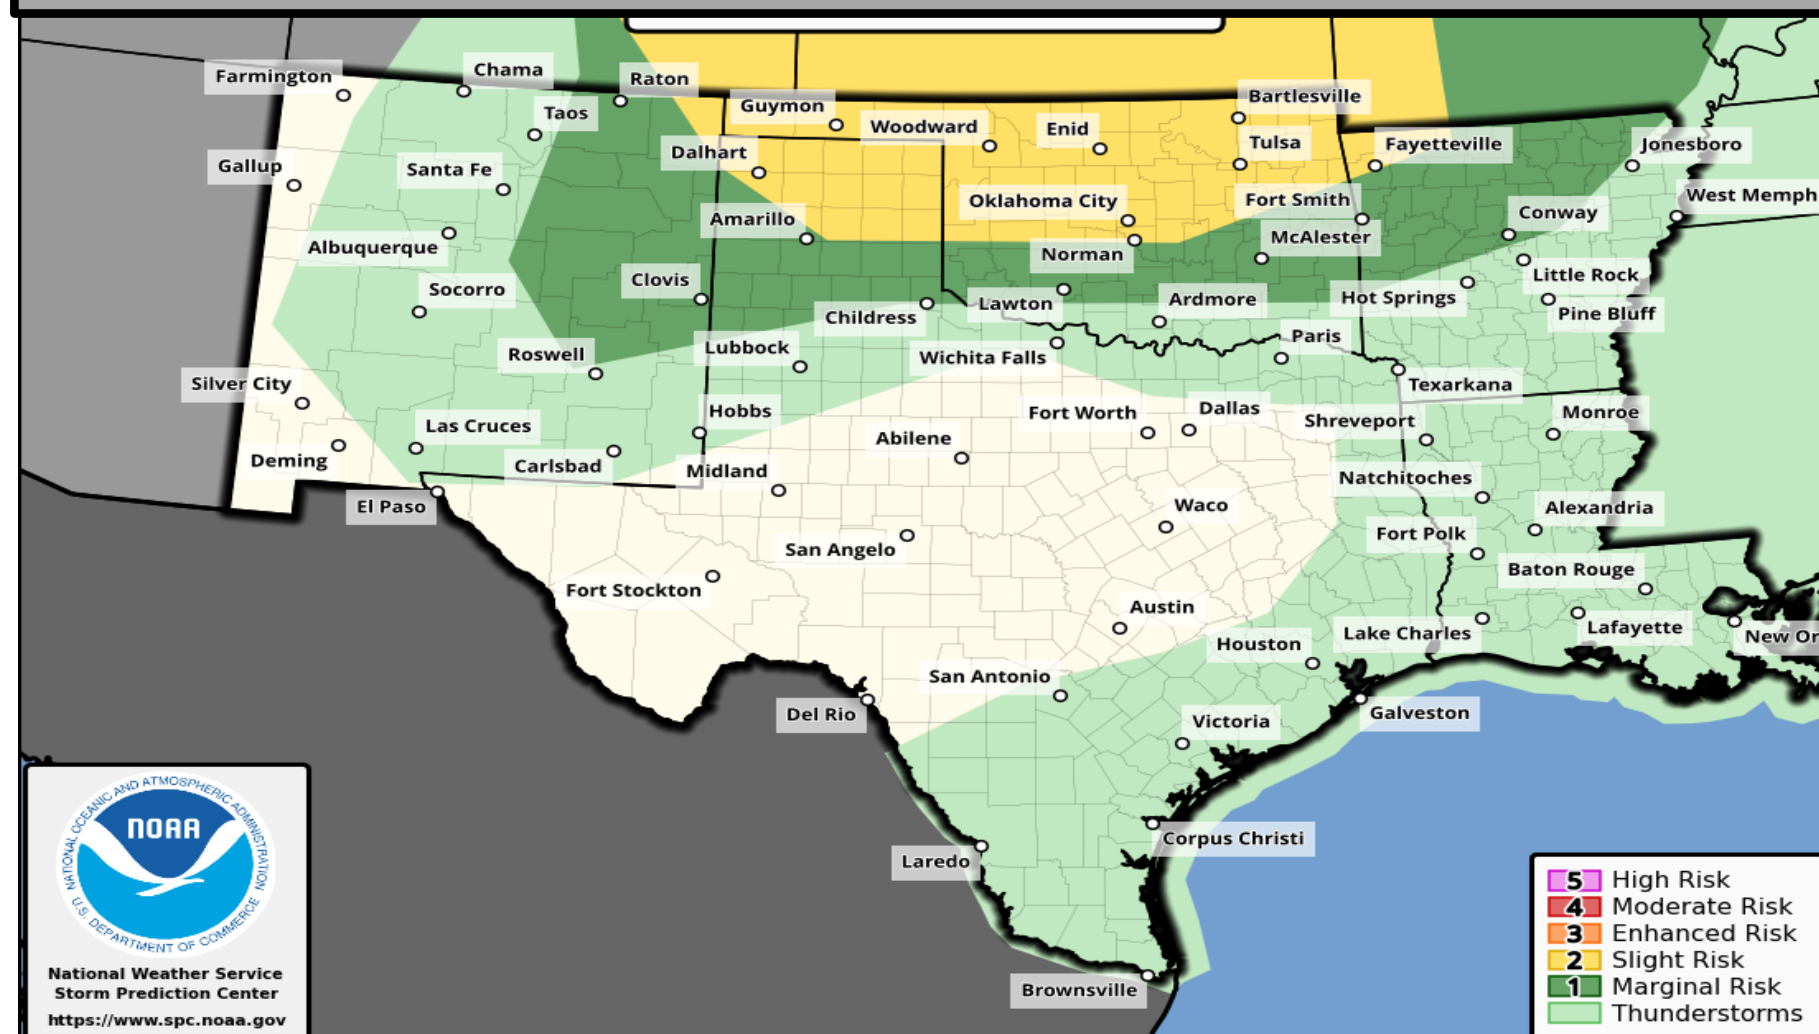 Farmington
Chama
Raton
Taos
Guymon
Woodward
Enid
Bartlesville
Tulsa
Fayetteville
Jonesboro
Gallup
Santa Fe
Dalhart
Oklahoma City
Fort Smith
West Memph
Conway
Albuquerque
Amarillo
Norman
McAlester
Little Rock
Socorro
Clovis
Childress
Lawton
Ardmore
Hot Springs
Pine Bluff
Roswell
Lubbock
Wichita Falls
Paris
Texarkana
Silver City
Las Cruces
Hobbs
Abilene
Fort Worth
Dallas
Shreveport
Monroe
Deming
Carlsbad
Midland
Natchitoches
El Paso
Waco
Alexandria
San Angelo
Fort Polk
Fort Stockton
Baton Rouge
Austin
Houston
Lake Charles
Lafayette
New Or
San Antonio
Del Rio
Victoria
Galveston
Corpus Christi
Laredo
Brownsville
NATIONAL OCEANIC AND ATMOSPHERIC ADMINISTRATION
NOAA
U.S. DEPARTMENT OF COMMERCE
National Weather Service
Storm Prediction Center
https://www.spc.noaa.gov
5 High Risk
4 Moderate Risk
3 Enhanced Risk
2 Slight Risk
1 Marginal Risk
Thunderstorms